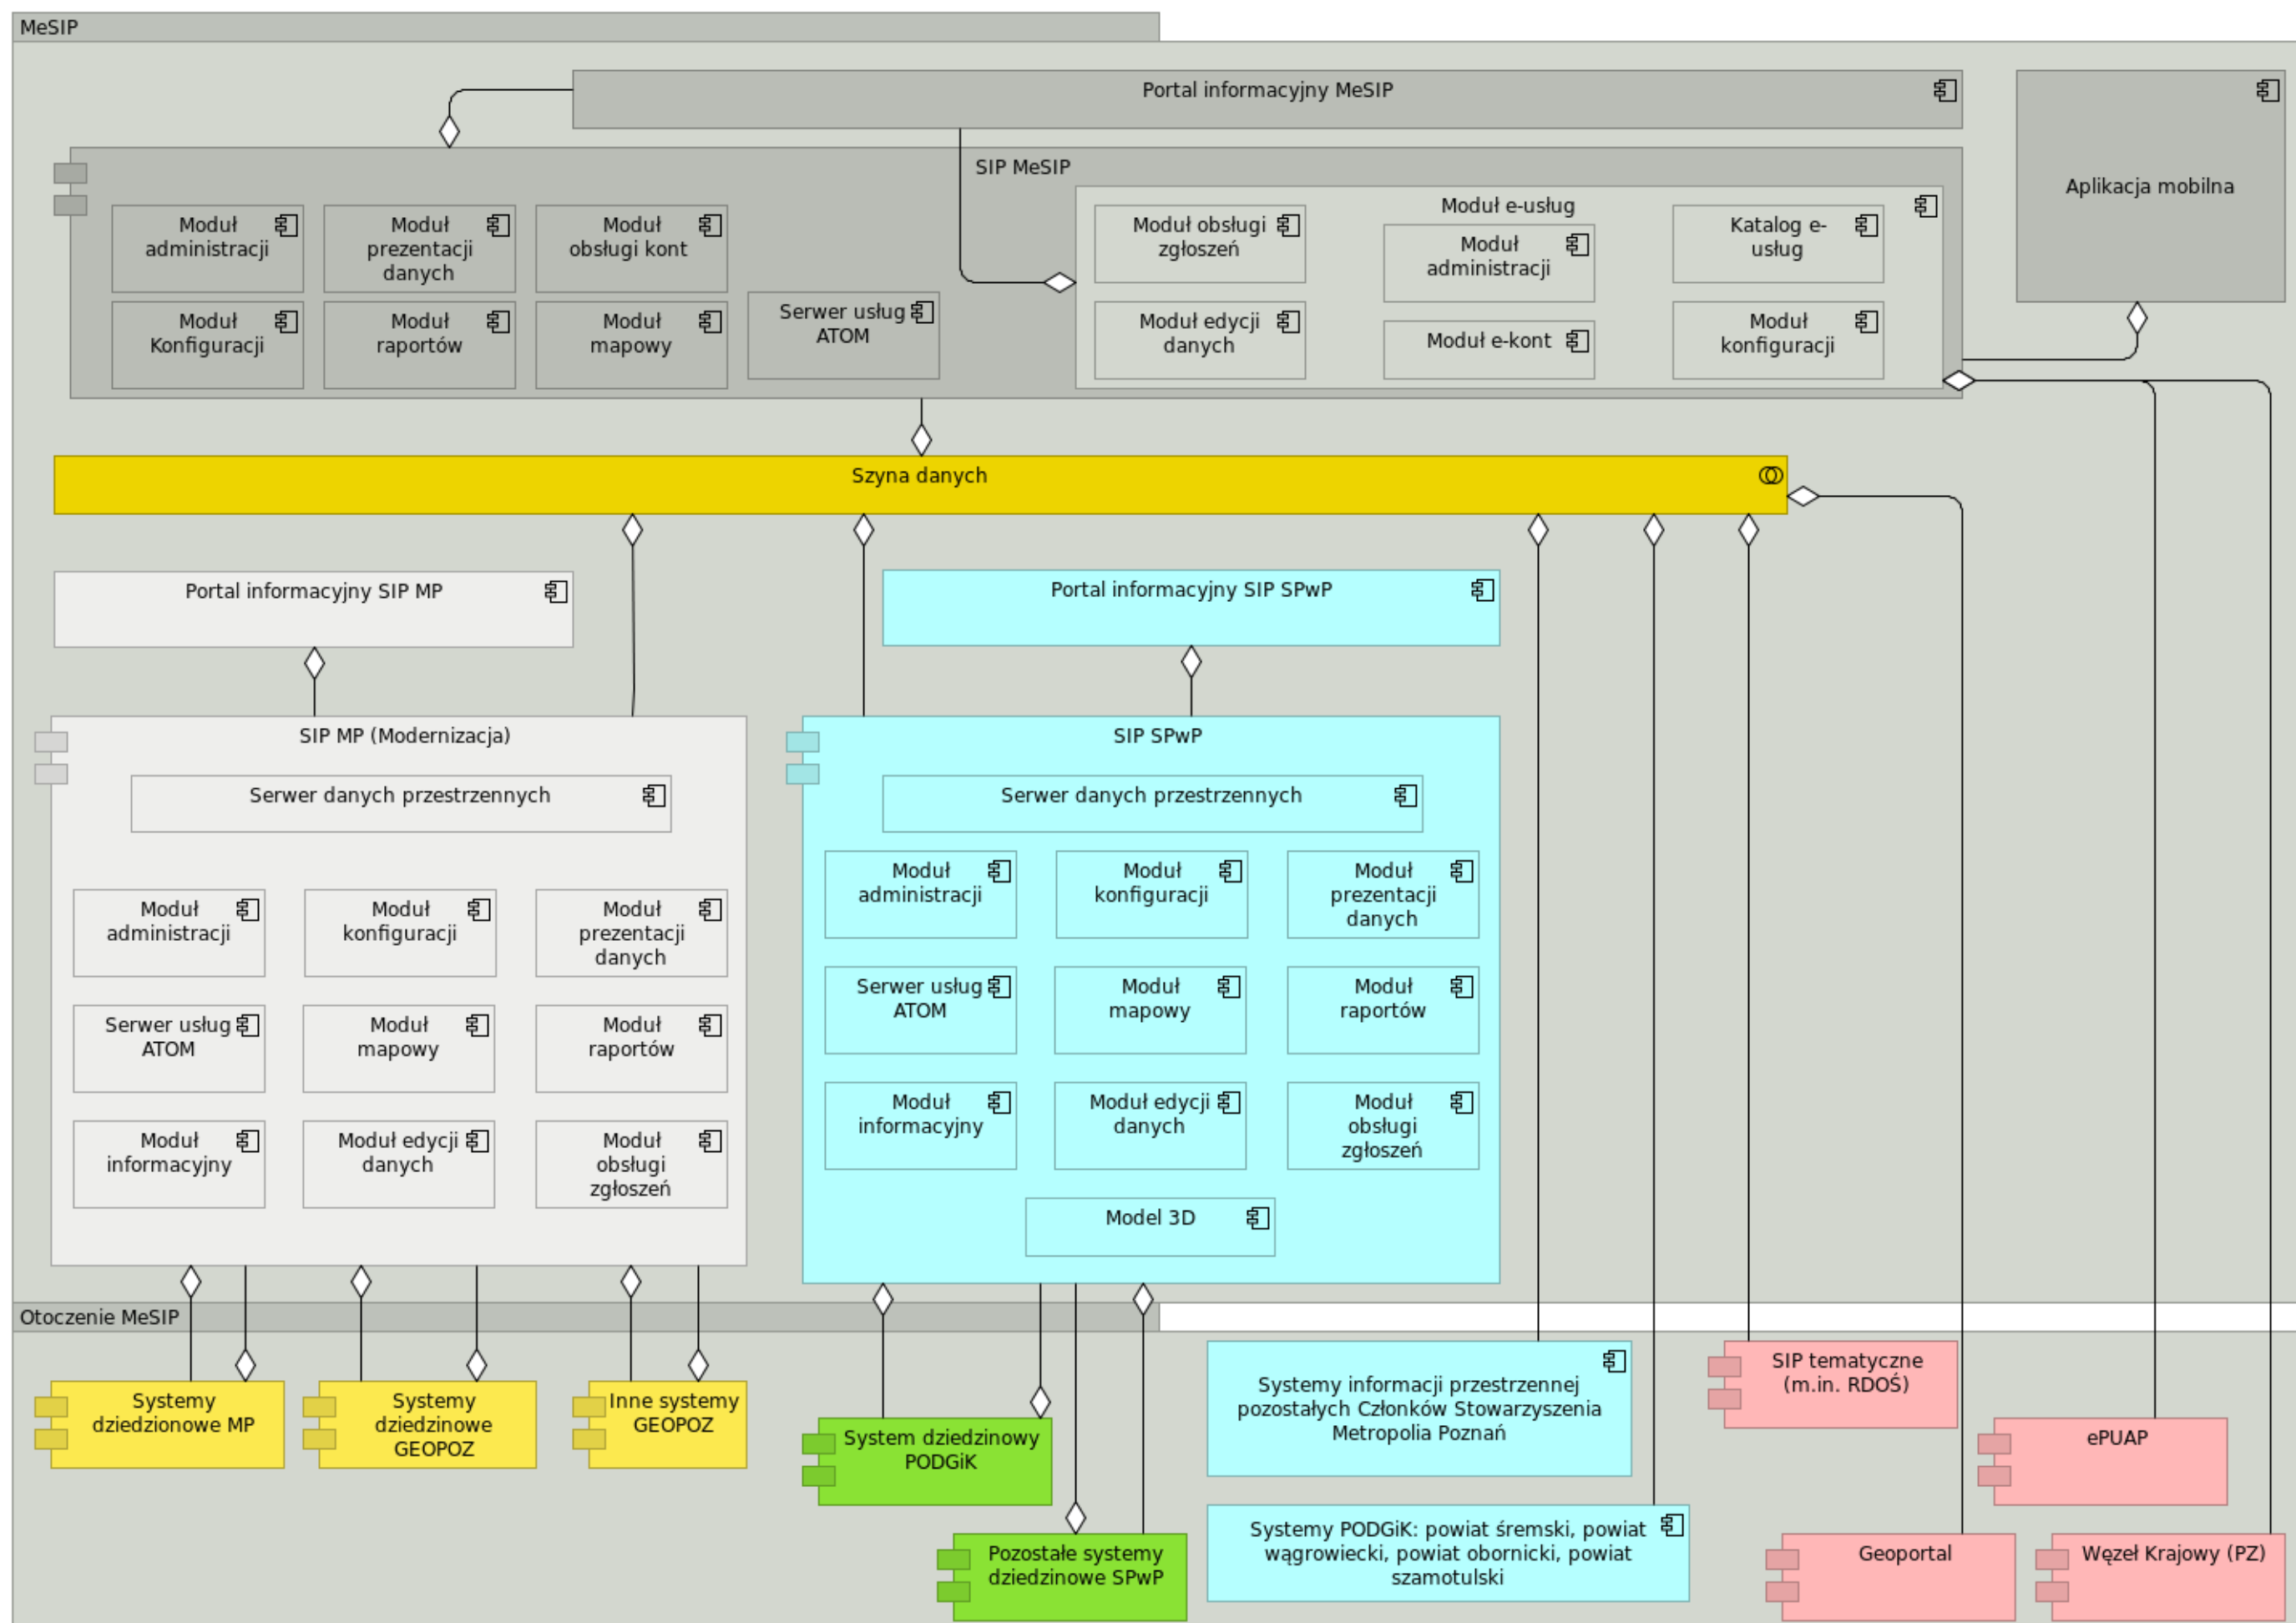 MeSIP
Portal informacyjny MeSIP
Aplikacja mobilna
SIP MeSIP
Moduł
administracji
Moduł
prezentacji
danych
Moduł
obsługi kont
Moduł
Konfiguracji
Moduł
raportów
Moduł
mapowy
Serwer usług
ATOM
Moduł e-usług
Moduł obsługi
zgłoszeń
Moduł
administracji
Katalog e-
usług
Moduł edycji
danych
Moduł e-kont
Moduł
konfiguracji
Szyna danych
Portal informacyjny SIP MP
Portal informacyjny SIP SPwP
SIP MP (Modernizacja)
Serwer danych przestrzennych
Moduł
administracji
Moduł
konfiguracji
Moduł
prezentacji
danych
Serwer usług
ATOM
Moduł
mapowy
Moduł
raportów
Moduł
informacyjny
Moduł edycji
danych
Moduł
obsługi
zgłoszeń
SIP SPwP
Serwer danych przestrzennych
Moduł
administracji
Moduł
konfiguracji
Moduł
prezentacji
danych
Serwer usług
ATOM
Moduł
mapowy
Moduł
raportów
Moduł
informacyjny
Moduł edycji
danych
Moduł
obsługi
zgłoszeń
Model 3D
Otoczenie MeSIP
Systemy
dziedzionowe MP
Systemy
dziedzinowe
GEOPOZ
Inne systemy
GEOPOZ
System dziedzinowy
PODGiK
Pozostałe systemy
dziedzinowe SPwP
Systemy informacji przestrzennej
pozostałych Członków Stowarzyszenia
Metropolia Poznań
Systemy PODGiK: powiat śremski, powiat
wągrowiecki, powiat obornicki, powiat
szamotulski
SIP tematyczne
(m.in. RDOŚ)
ePUAP
Geoportal
Węzeł Krajowy (PZ)